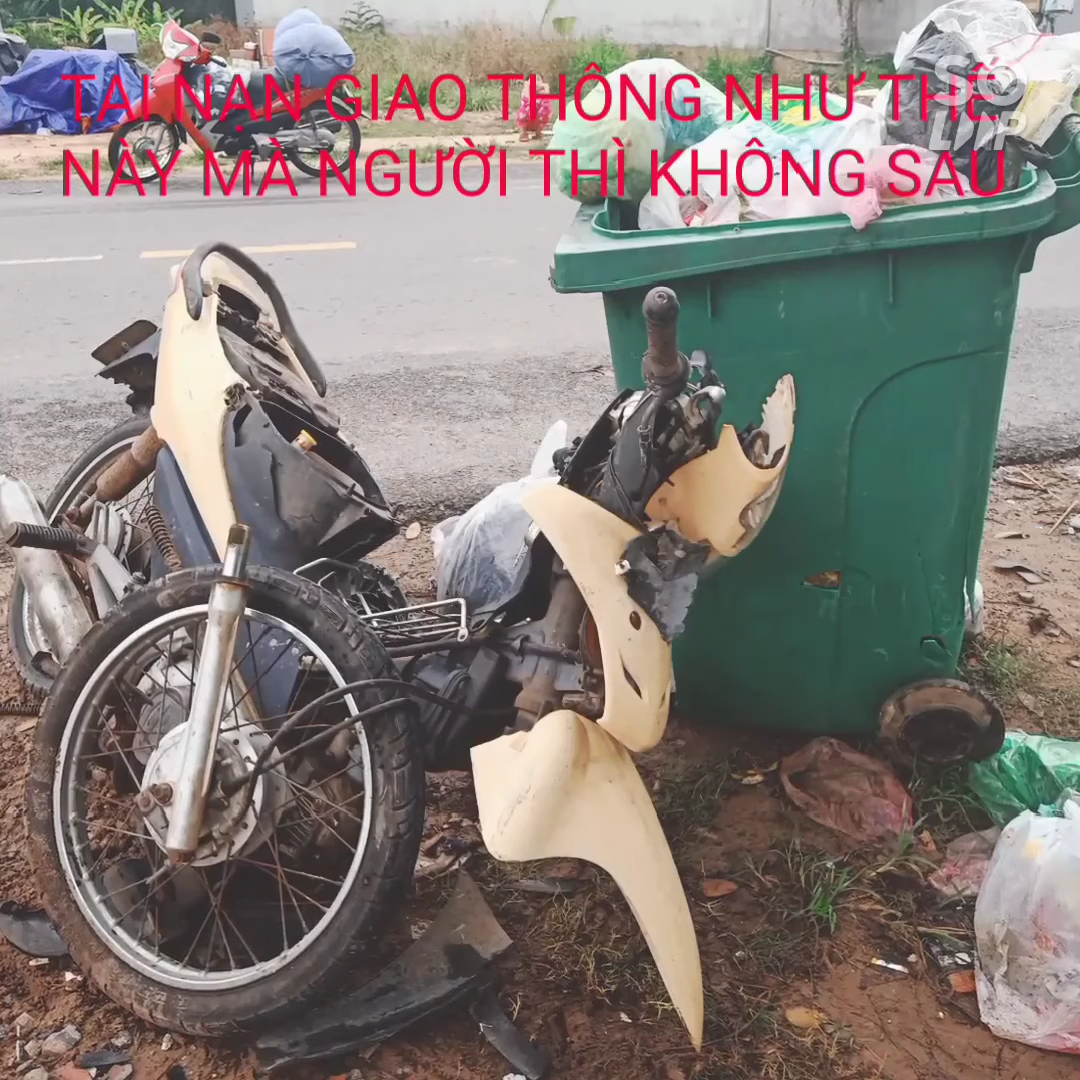 TAI NẠN GIAO THÔNG NHƯ THẾ
NÀY MÀ NGƯỜI THÌ KHÔNG SAU